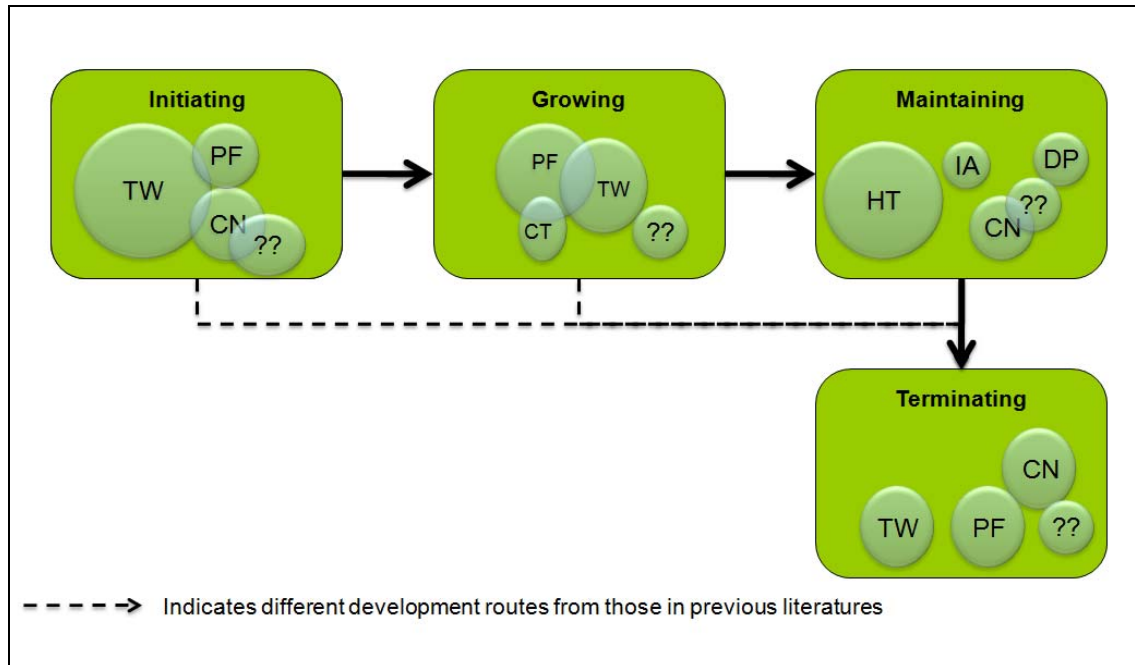 Initiating
TW
PF
CN
??
Growing
PF
TW
CT
??
Maintaining
HT
IA
DP
??
CN
Terminating
CN
TW
PF
??
Indicates different development routes from those in previous literatures